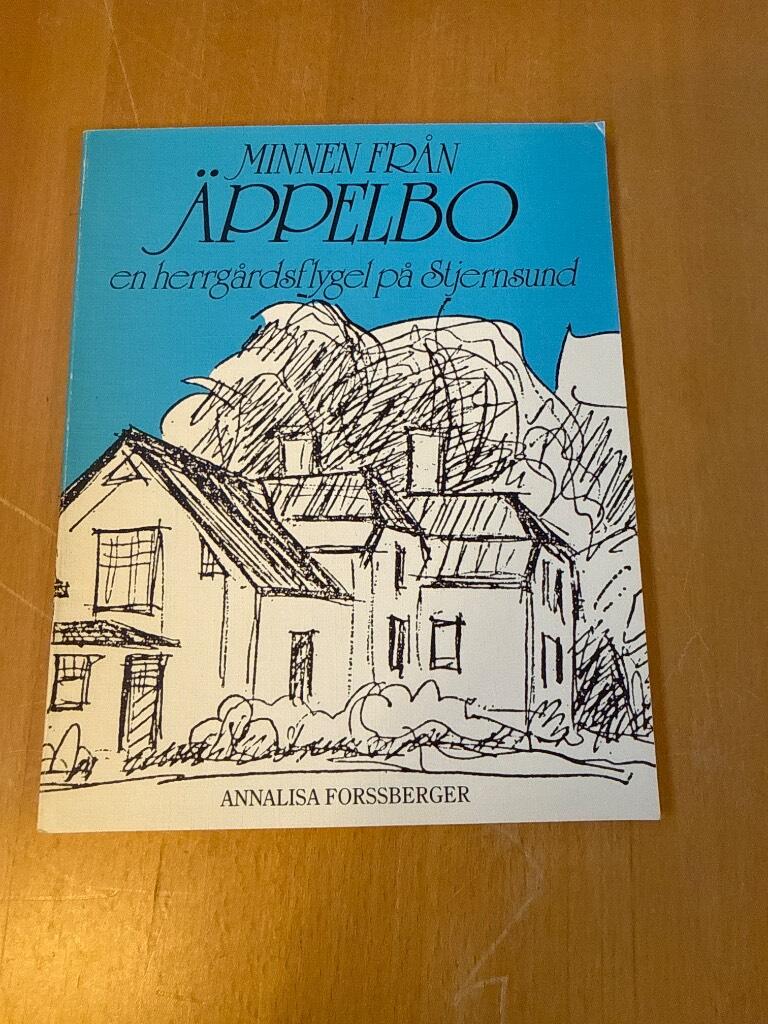 MINNEN FRÅN
ÄPPELBO
en herrgårdsflygel på Stjernsund
ANNALISA FORSSBERGER